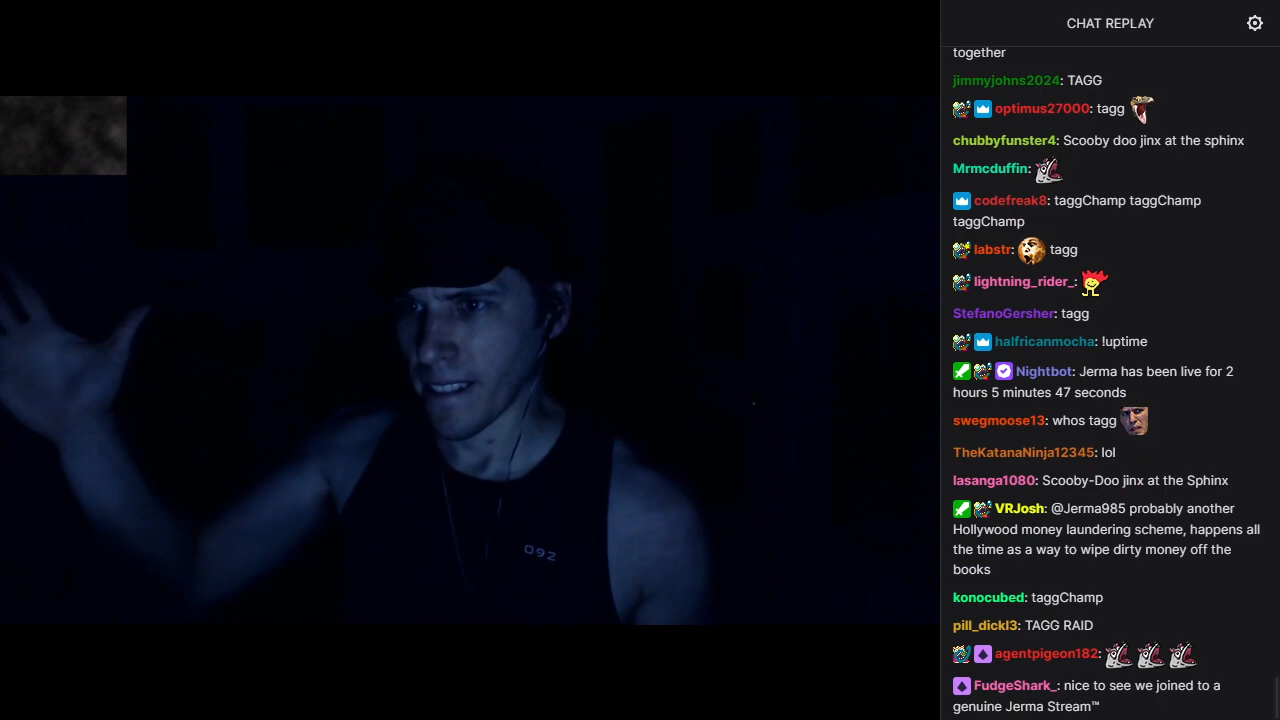 CHAT REPLAY
together
jimmyjohns2024: TAGG
optimus27000: tagg
chubbyfunster4: Scooby doo jinx at the sphinx
Mrmcduffin:
codefreak8: taggChamp taggChamp
taggChamp
labstr: tagg
lightning_rider_:
StefanoGersher: tagg
halfricanmocha: !uptime
Nightbot: Jerma has been live for 2
hours 5 minutes 47 seconds
swegmoose13: whos tagg
TheKatanaNinja12345: lol
lasanga1080: Scooby-Doo jinx at the Sphinx
VRJosh: @Jerma985 probably another
Hollywood money laundering scheme, happens all
the time as a way to wipe dirty money off the
books
konocubed: taggChamp
pill_dickl3: TAGG RAID
agentpigeon182:
FudgeShark_: nice to see we joined to a
genuine Jerma Stream™
092